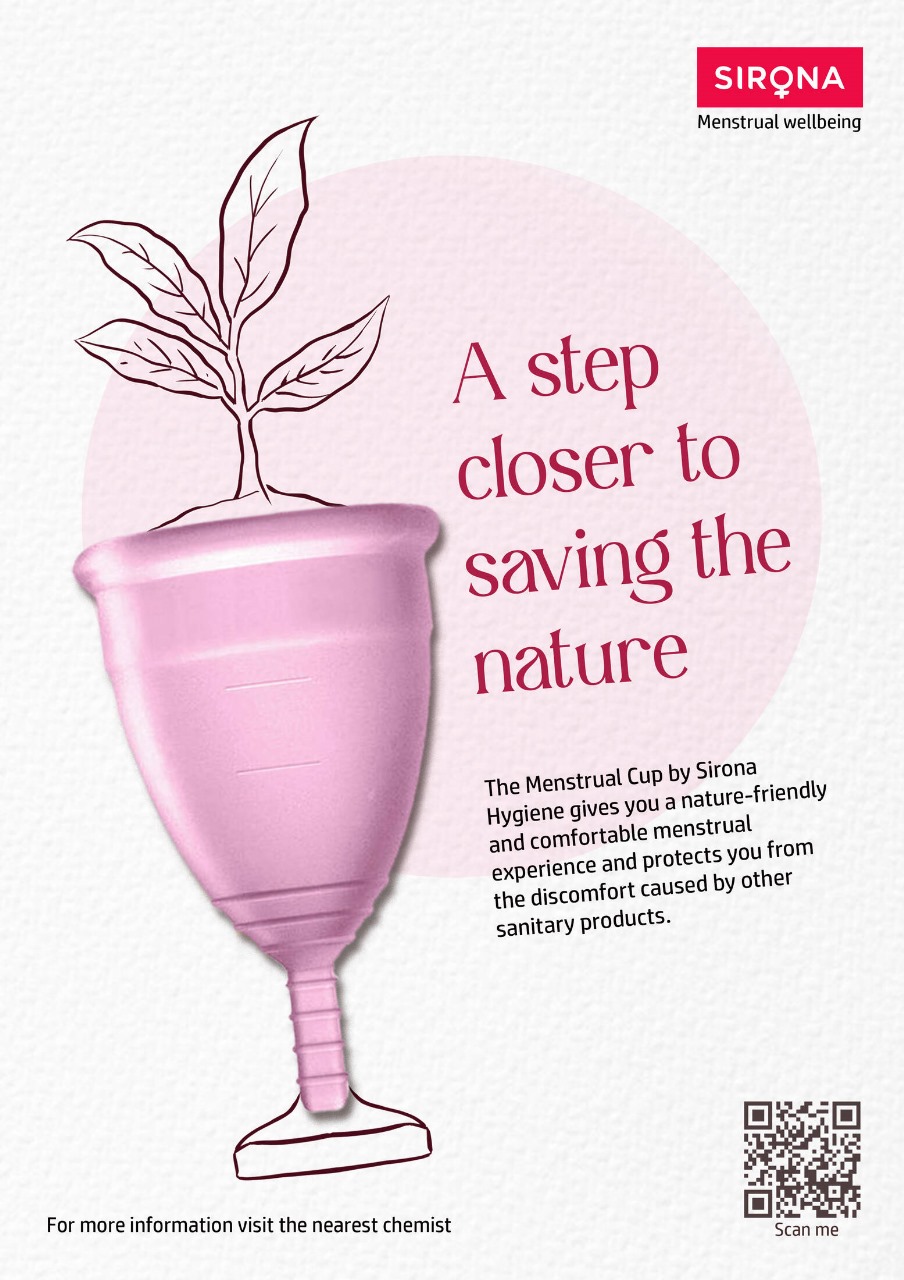 SIRONA
Menstrual wellbeing
A step
closer to
saving the
nature
The Menstrual Cup by Sirona
Hygiene gives you a nature-friendly
and comfortable menstrual
experience and protects you from
the discomfort caused by other
sanitary products.
For more information visit the nearest chemist
Scan me